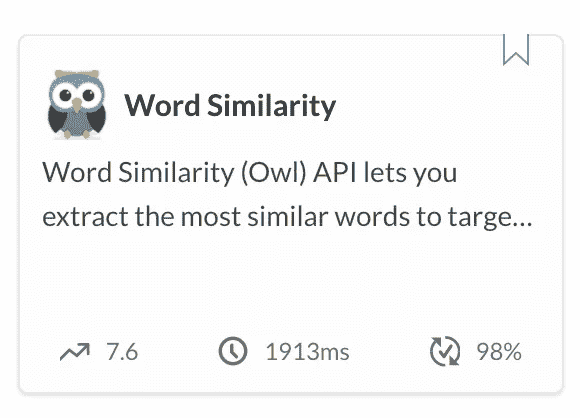 Word Similarity
Word Similarity (Owl) API lets you
extract the most similar words to targe...
7.6 1913ms 98%